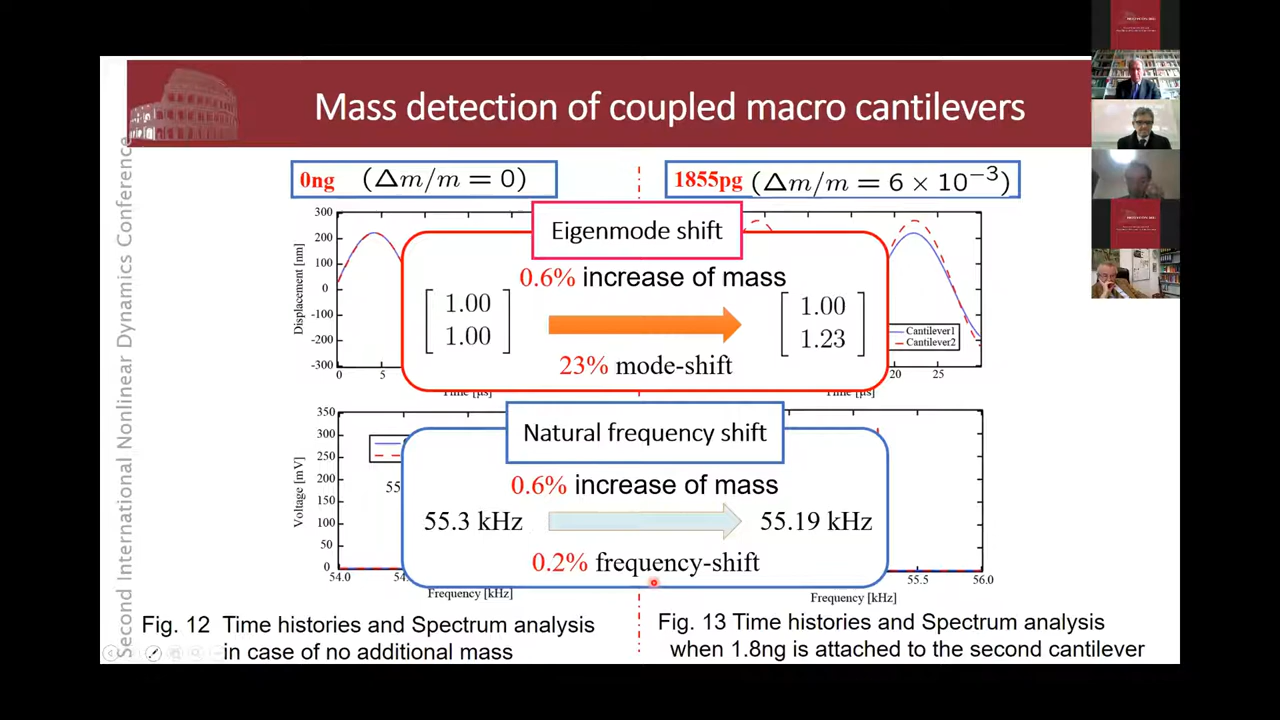 Second International Nonlinear Dynamics Conference
Mass detection of coupled macro cantilevers
0ng (Δm/m = 0)
1855pg (Δm/m = 6 × 10⁻³)
Eigenmode shift
0.6% increase of mass
[1.00 1.00]
[1.00 1.23]
23% mode-shift
Displacement [nm]
300
200
100
0
-100
-200
-300
0 5
20 25
Cantilever1
Cantilever2
Time [μs]
Time [μs]
Natural frequency shift
0.6% increase of mass
55.3 kHz 55.19 kHz
0.2% frequency-shift
Voltage [mV]
350
300
250
200
150
100
50
0
54.0
55.5 56.0
Frequency [kHz]
Frequency [kHz]
Fig. 12 Time histories and Spectrum analysis
in case of no additional mass
Fig. 13 Time histories and Spectrum analysis
when 1.8ng is attached to the second cantilever